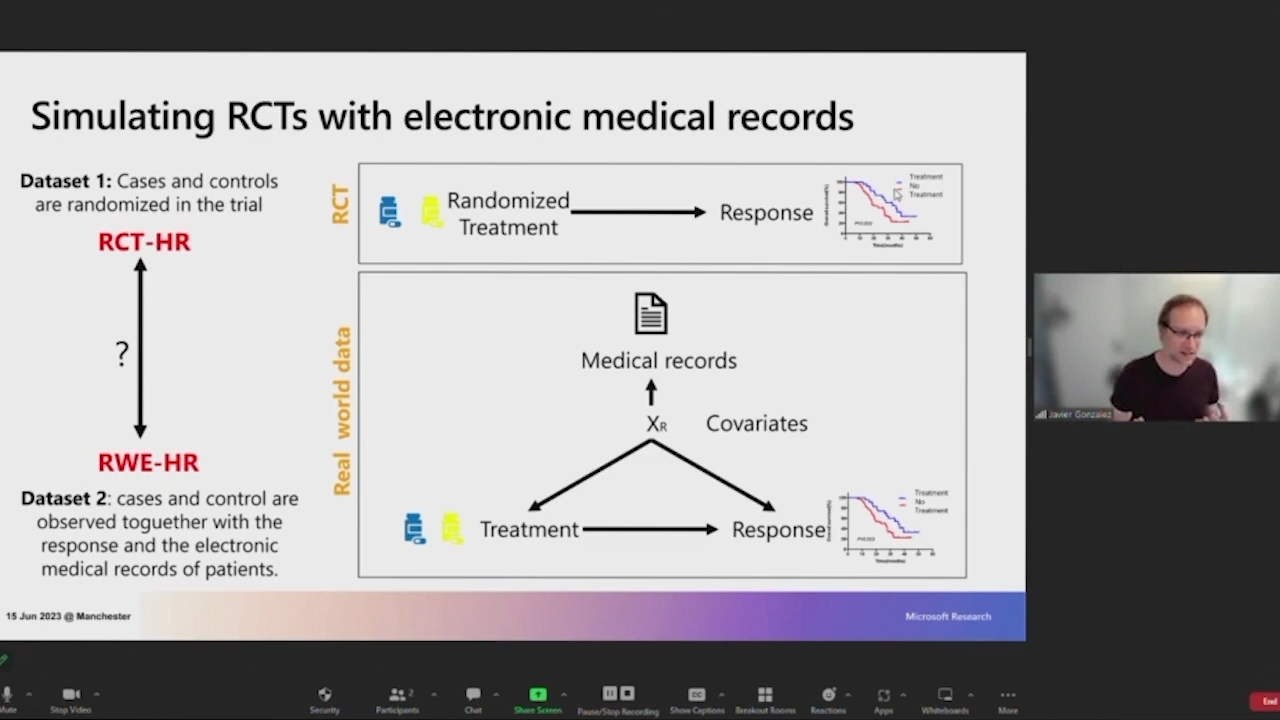 Simulating RCTs with electronic medical records
Dataset 1: Cases and controls
are randomized in the trial
RCT-HR
?
RWE-HR
Dataset 2: cases and control are
observed toguether with the
response and the electronic
medical records of patients.
RCT
Randomized
Treatment
Response
Treatment
No
Treatment
Real world data
Medical records
XR
Covariates
Treatment
Response
Treatment
No
Treatment
15 Jun 2023 @ Manchester
Microsoft Research
Javier Gonzalez
Mute
Stop Video
Security
Participants
2
Chat
Share Screen
Pause/Stop Recording
Show Captions
Breakout Rooms
Reactions
Apps
Whiteboards
More
End